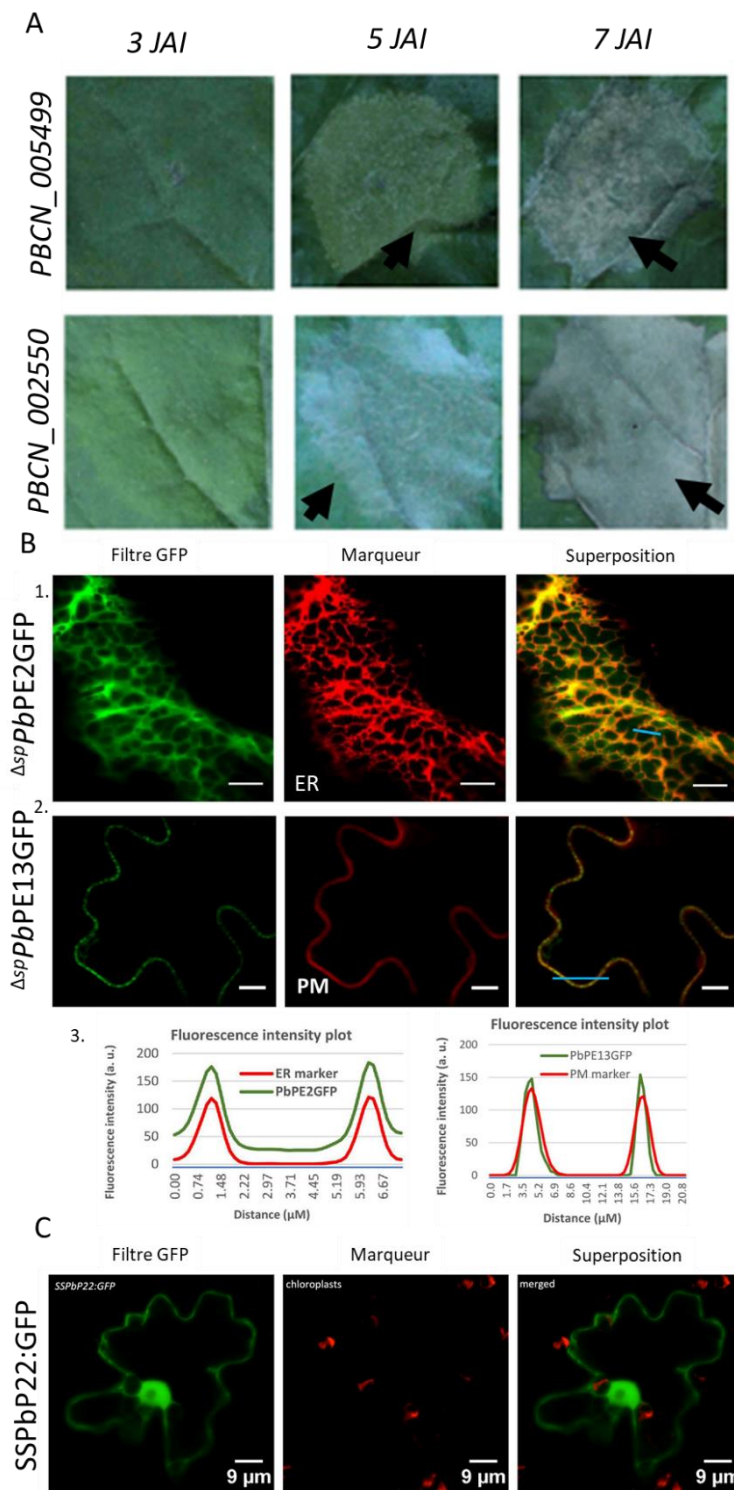 A
3 JAI 5 JAI 7 JAI
PBCN_005499
PBCN_002550
B
Filtre GFP Marqueur Superposition
1.
ΔspPbPE2GFP
ER
2.
ΔspPbPE13GFP
PM
3.
Fluorescence intensity plot
Fluorescence intensity (a. u.)
200
150
100
50
0
ER marker
PbPE2GFP
0.00 0.74 1.48 2.22 2.97 3.71 4.45 5.19 5.93 6.67
Distance (µM)
Fluorescence intensity plot
Fluorescence intensity (a. u.)
200
150
100
50
0
PbPE13GFP
PM marker
0.0 1.7 3.5 5.2 6.9 8.6 10.4 12.1 13.8 15.6 17.3 19.0 20.8
Distance (µM)
C
Filtre GFP Marqueur Superposition
SSPbP22:GFP
SSPbP22:GFP chloroplasts merged
9 µm 9 µm 9 µm